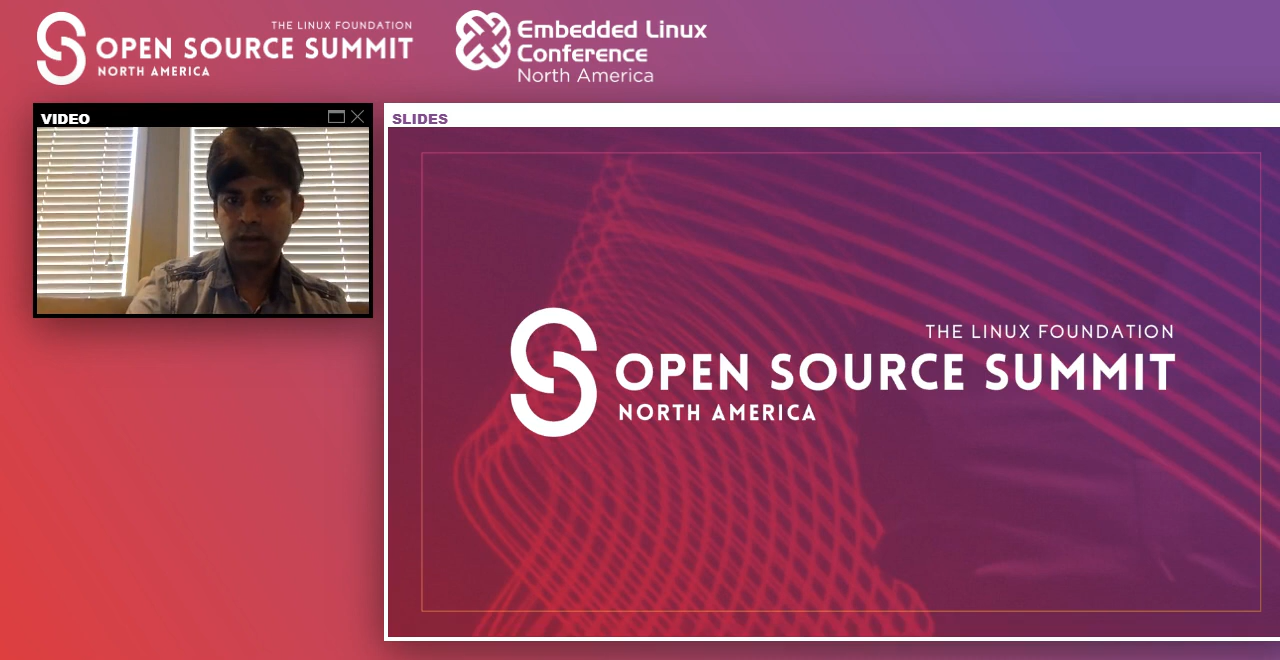 THE LINUX FOUNDATION
OPEN SOURCE SUMMIT
NORTH AMERICA
Embedded Linux
Conference
North America
VIDEO
SLIDES
THE LINUX FOUNDATION
OPEN SOURCE SUMMIT
NORTH AMERICA